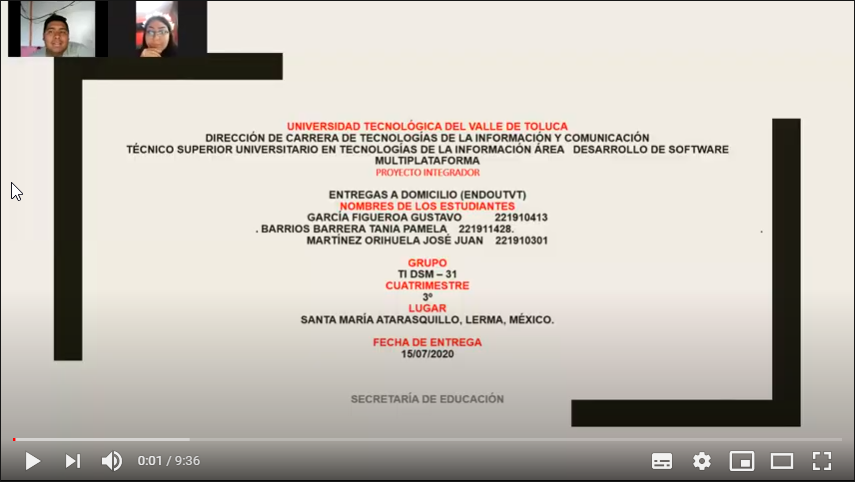 UNIVERSIDAD TECNOLÓGICA DEL VALLE DE TOLUCA
DIRECCIÓN DE CARRERA DE TECNOLOGÍAS DE LA INFORMACIÓN Y COMUNICACIÓN
TÉCNICO SUPERIOR UNIVERSITARIO EN TECNOLOGÍAS DE LA INFORMACIÓN ÁREA DESARROLLO DE SOFTWARE
MULTIPLATAFORMA
PROYECTO INTEGRADOR
ENTREGAS A DOMICILIO (ENDOUTVT)
NOMBRES DE LOS ESTUDIANTES
GARCÍA FIGUEROA GUSTAVO 221910413
. BARRIOS BARRERA TANIA PAMELA 221911428. .
MARTÍNEZ ORIHUELA JOSÉ JUAN 221910301
GRUPO
TI DSM – 31
CUATRIMESTRE
3º
LUGAR
SANTA MARÍA ATARASQUILLO, LERMA, MÉXICO.
FECHA DE ENTREGA
15/07/2020
SECRETARÍA DE EDUCACIÓN
0:01 / 9:36